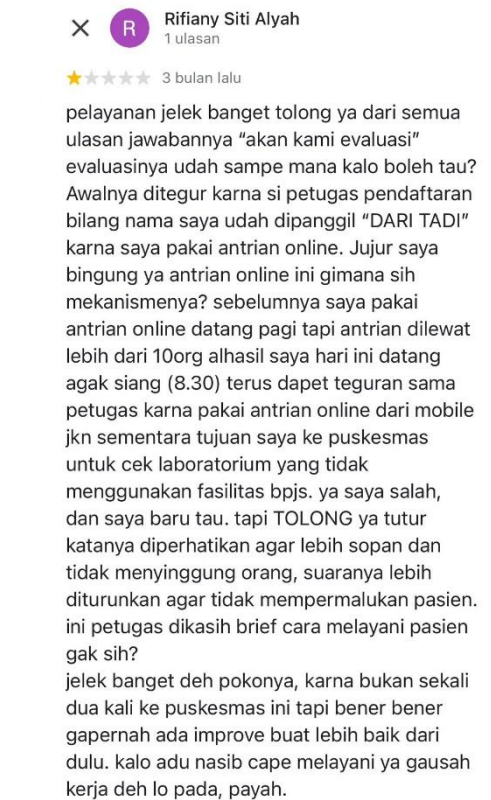 R
Rifiany Siti Alyah
1 ulasan
3 bulan lalu
pelayanan jelek banget tolong ya dari semua
ulasan jawabannya “akan kami evaluasi”
evaluasinya udah sampe mana kalo boleh tau?
Awalnya ditegur karna si petugas pendaftaran
bilang nama saya udah dipanggil “DARI TADI”
karna saya pakai antrian online. Jujur saya
bingung ya antrian online ini gimana sih
mekanismenya? sebelumnya saya pakai
antrian online datang pagi tapi antrian dilewat
lebih dari 10org alhasil saya hari ini datang
agak siang (8.30) terus dapet teguran sama
petugas karna pakai antrian online dari mobile
jkn sementara tujuan saya ke puskesmas
untuk cek laboratorium yang tidak
menggunakan fasilitas bpjs. ya saya salah,
dan saya baru tau. tapi TOLONG ya tutur
katanya diperhatikan agar lebih sopan dan
tidak menyinggung orang, suaranya lebih
diturunkan agar tidak mempermalukan pasien.
ini petugas dikasih brief cara melayani pasien
gak sih?
jelek banget deh pokonya, karna bukan sekali
dua kali ke puskesmas ini tapi bener bener
gapernah ada improve buat lebih baik dari
dulu. kalo adu nasib cape melayani ya gausah
kerja deh lo pada, payah.